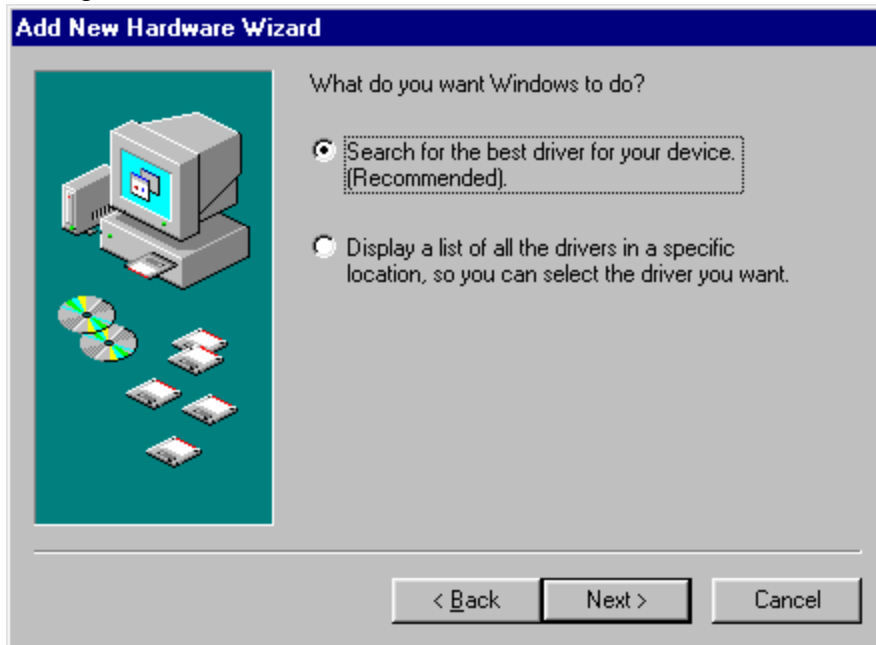 Add New Hardware Wizard
What do you want Windows to do?
Search for the best driver for your device.
(Recommended).
Display a list of all the drivers in a specific
location, so you can select the driver you want.
< Back
Next >
Cancel